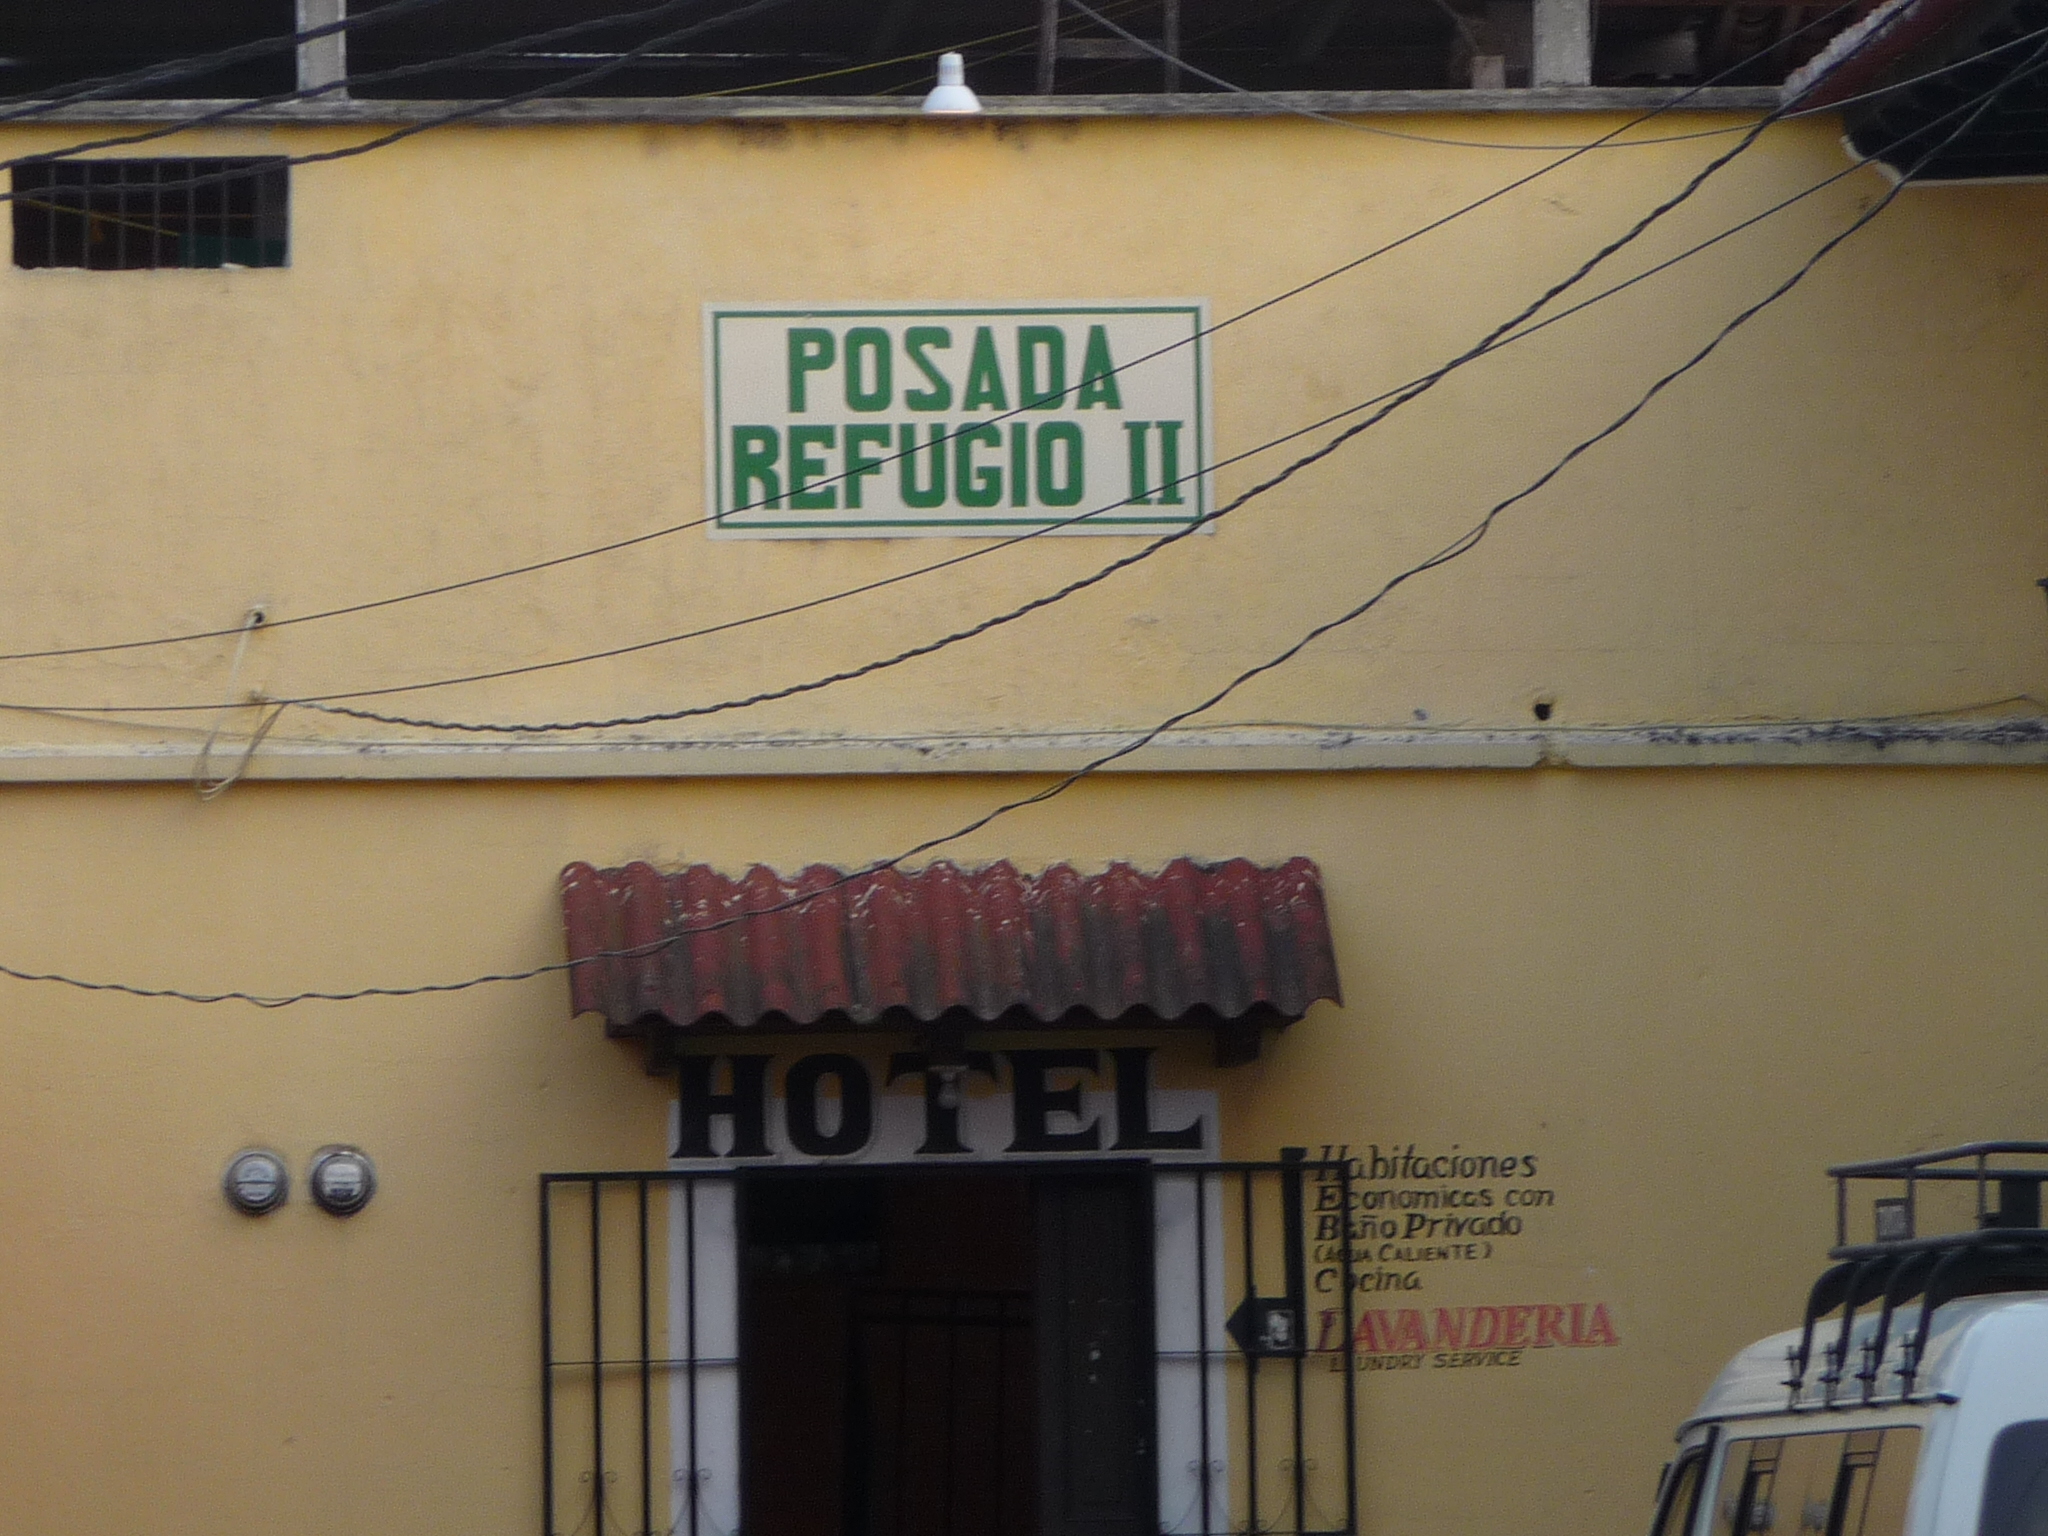 POSADA
REFUGIO II
HOTEL
Habitaciones
Economicas con
Baño Privado
(AGUA CALIENTE)
Cocina
LAVANDERIA
LAUNDRY SERVICE